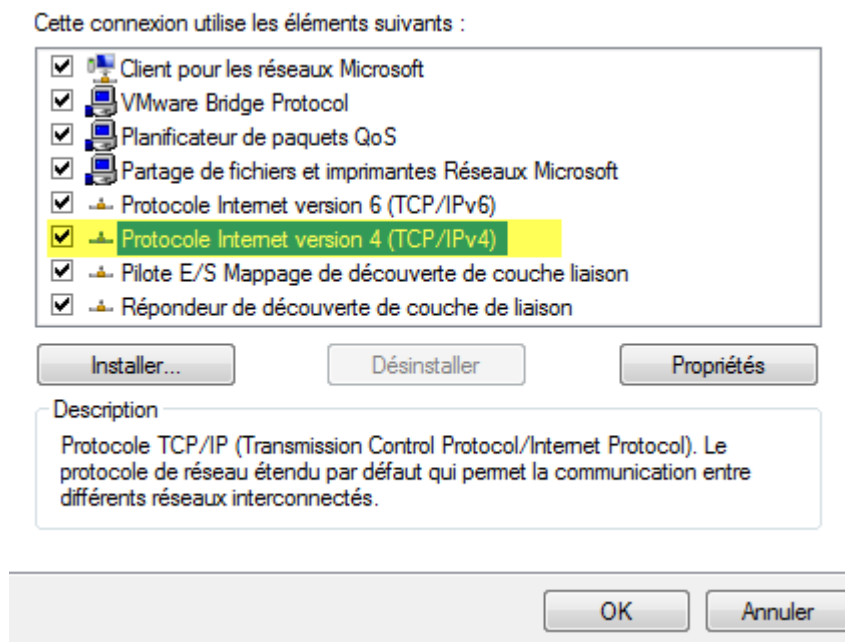 Cette connexion utilise les éléments suivants :
Client pour les réseaux Microsoft
VMware Bridge Protocol
Planificateur de paquets QoS
Partage de fichiers et imprimantes Réseaux Microsoft
Protocole Internet version 6 (TCP/IPv6)
Protocole Internet version 4 (TCP/IPv4)
Pilote E/S Mappage de découverte de couche liaison
Répondeur de découverte de couche de liaison
Installer... Désinstaller Propriétés
Description
Protocole TCP/IP (Transmission Control Protocol/Internet Protocol). Le
protocole de réseau étendu par défaut qui permet la communication entre
différents réseaux interconnectés.
OK Annuler